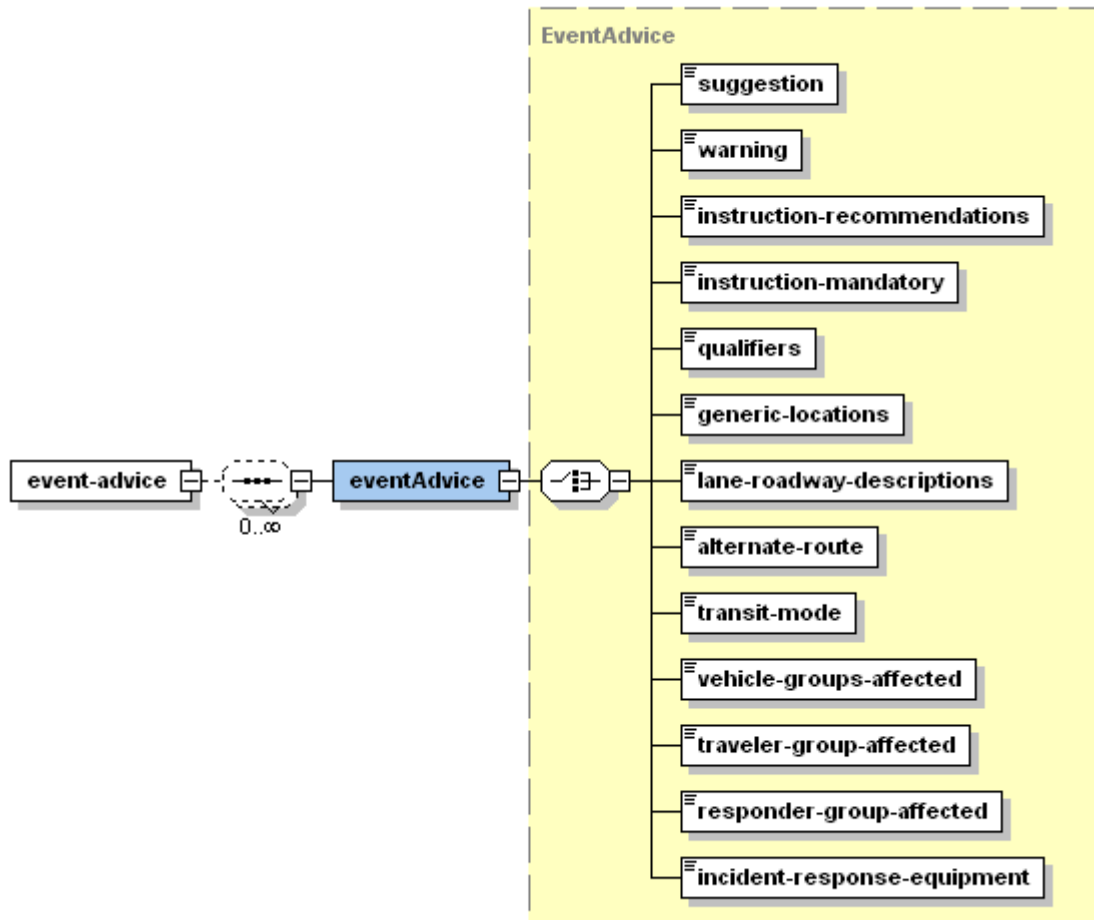 EventAdvice
suggestion
warning
instruction-recommendations
instruction-mandatory
qualifiers
generic-locations
event-advice
eventAdvice
lane-roadway-descriptions
0..∞
alternate-route
transit-mode
vehicle-groups-affected
traveler-group-affected
responder-group-affected
incident-response-equipment